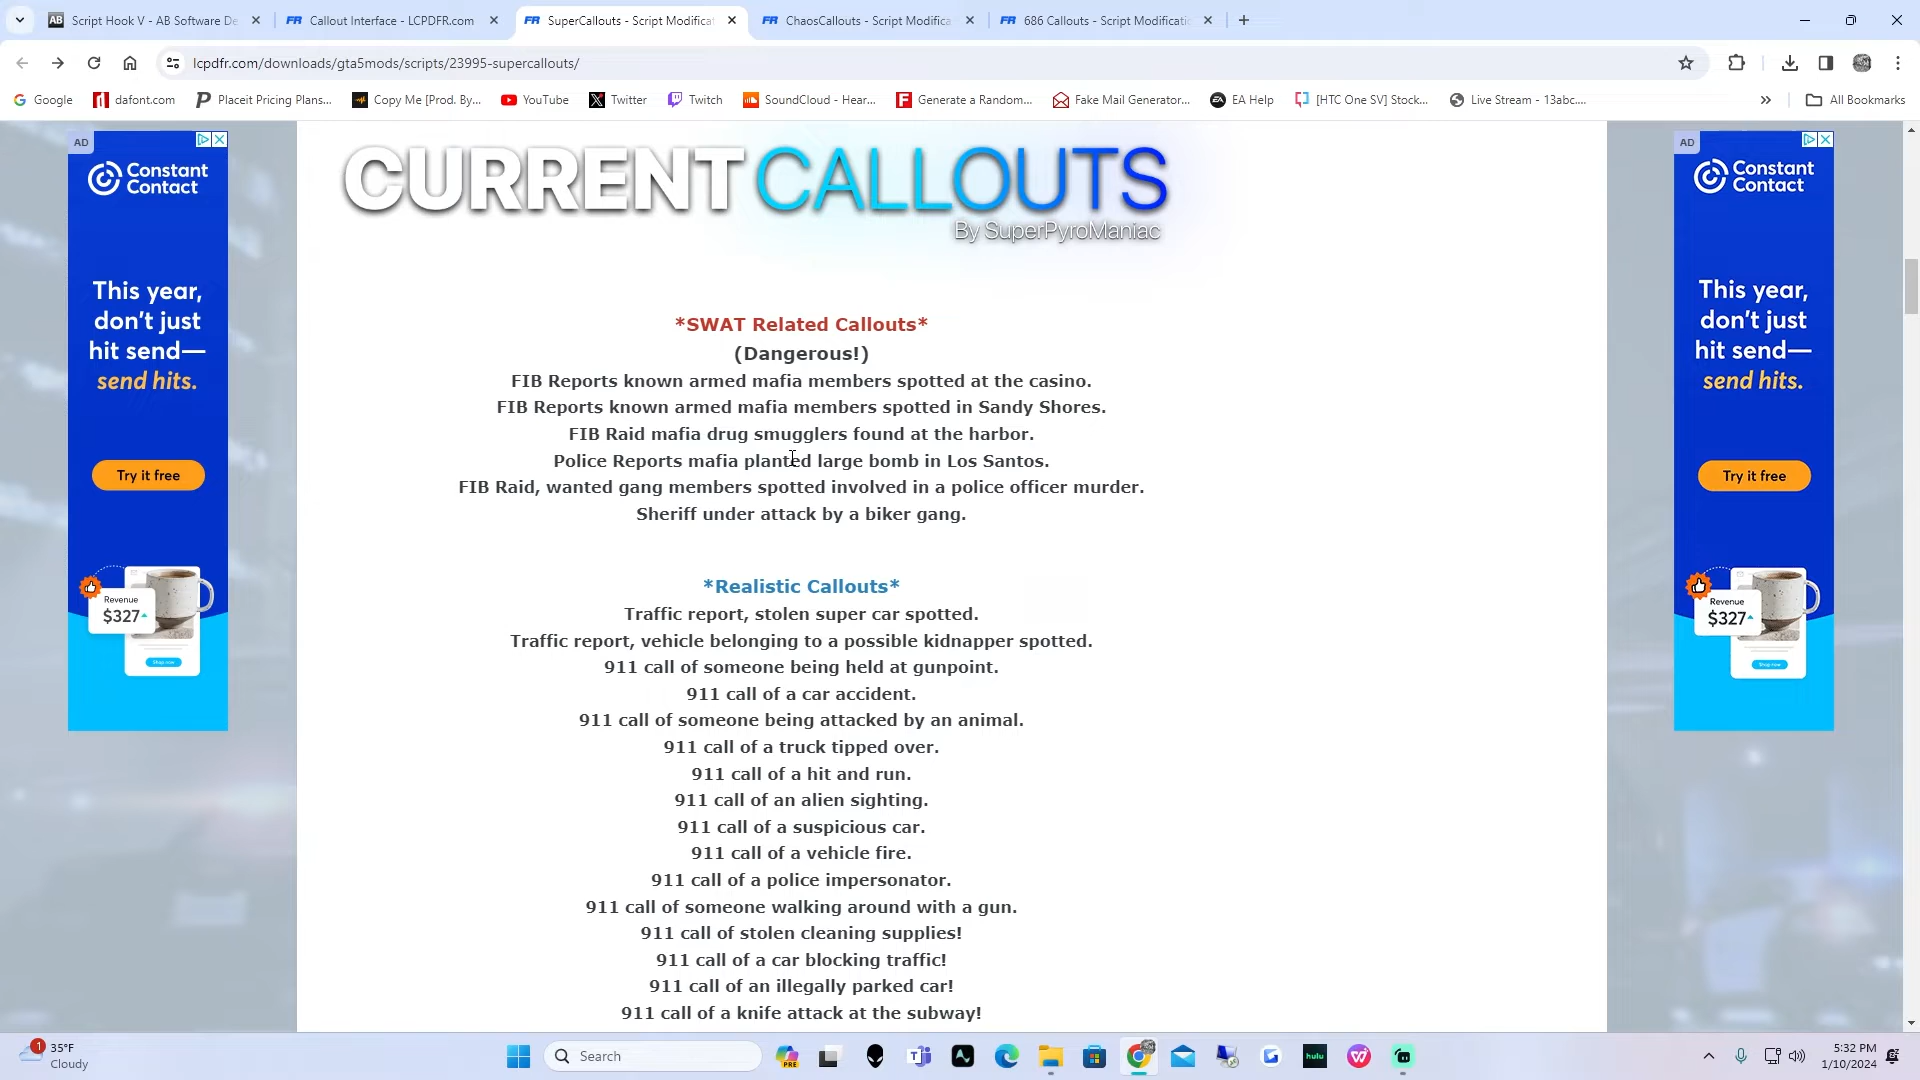 Script Hook V - AB Software De
Callout Interface - LCPDFR.com
SuperCallouts - Script Modificat
ChaosCallouts - Script Modifica
686 Callouts - Script Modificatio
lcpdfr.com/downloads/gta5mods/scripts/23995-supercallouts/
Google
dafont.com
Placeit Pricing Plans...
Copy Me [Prod. By...
YouTube
Twitter
Twitch
SoundCloud - Hear...
Generate a Random...
Fake Mail Generator...
EA Help
[HTC One SV] Stock...
Live Stream - 13abc....
All Bookmarks
AD
Constant Contact
This year,
don't just
hit send—
send hits.
Try it free
Revenue
$327
Shop now
CURRENT CALLOUTS
By SuperPyroManiac
*SWAT Related Callouts*
(Dangerous!)
FIB Reports known armed mafia members spotted at the casino.
FIB Reports known armed mafia members spotted in Sandy Shores.
FIB Raid mafia drug smugglers found at the harbor.
Police Reports mafia planted large bomb in Los Santos.
FIB Raid, wanted gang members spotted involved in a police officer murder.
Sheriff under attack by a biker gang.
*Realistic Callouts*
Traffic report, stolen super car spotted.
Traffic report, vehicle belonging to a possible kidnapper spotted.
911 call of someone being held at gunpoint.
911 call of a car accident.
911 call of someone being attacked by an animal.
911 call of a truck tipped over.
911 call of a hit and run.
911 call of an alien sighting.
911 call of a suspicious car.
911 call of a vehicle fire.
911 call of a police impersonator.
911 call of someone walking around with a gun.
911 call of stolen cleaning supplies!
911 call of a car blocking traffic!
911 call of an illegally parked car!
911 call of a knife attack at the subway!
AD
Constant Contact
This year,
don't just
hit send—
send hits.
Try it free
Revenue
$327
Shop now
1
35°F
Cloudy
Search
PRE
hulu
5:32 PM
1/10/2024